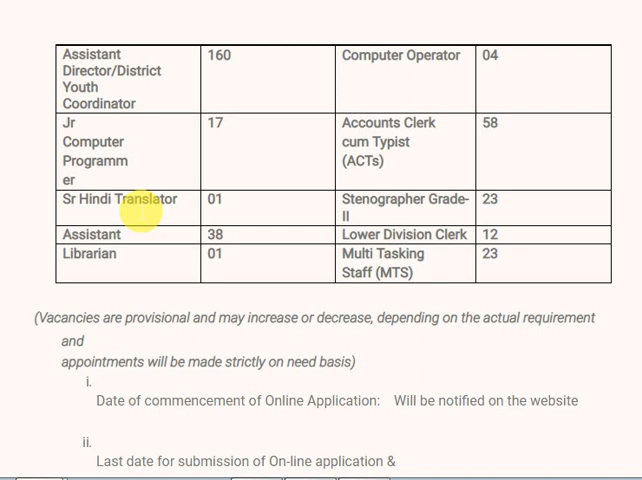 Assistant 160 Computer Operator 04
Director/District
Youth
Coordinator
Jr 17 Accounts Clerk 58
Computer cum Typist
Programm (ACTs)
er
Sr Hindi Translator 01 Stenographer Grade- 23
II
Assistant 38 Lower Division Clerk 12
Librarian 01 Multi Tasking 23
Staff (MTS)
(Vacancies are provisional and may increase or decrease, depending on the actual requirement
and
appointments will be made strictly on need basis)
i.
Date of commencement of Online Application: Will be notified on the website
ii.
Last date for submission of On-line application &